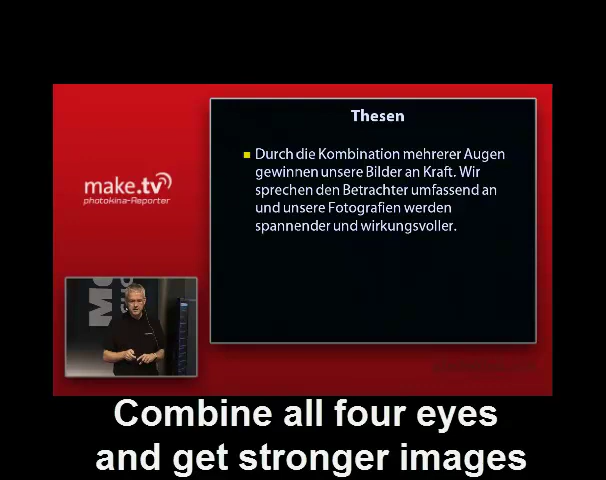 Thesen
Durch die Kombination mehrerer Augen
gewinnen unsere Bilder an Kraft. Wir
sprechen den Betrachter umfassend an
und unsere Fotografien werden
spannender und wirkungsvoller.
make.tv
photokina-Reporter
Combine all four eyes
and get stronger images